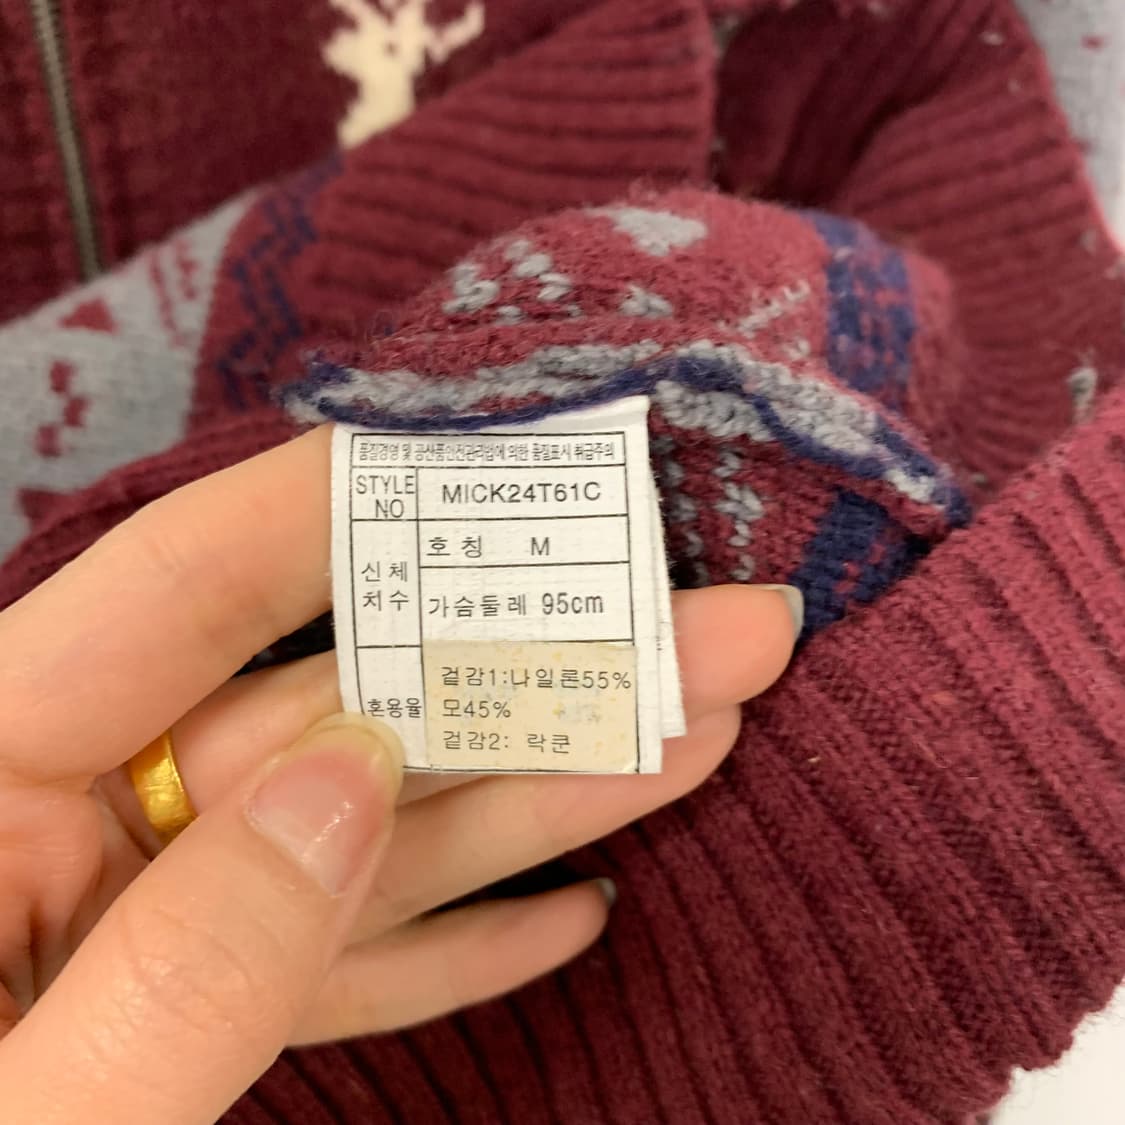 품질경영 및 공산품안전관리법에 의한 품질표시 취급주의
STYLE NO MICK24T61C
호칭 M
신체 치수
가슴둘레 95cm
겉감1:나일론55%
혼용율 모45%
겉감2: 락쿤